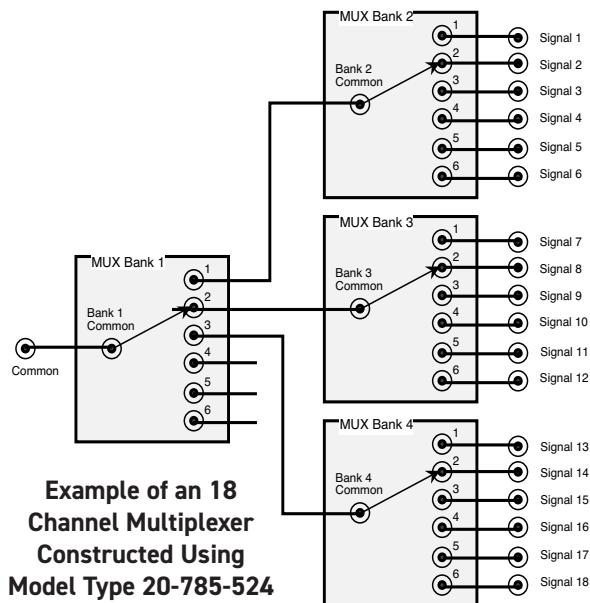 MUX Bank 2
Bank 2
Common
1
2
3
4
5
6
Signal 1
Signal 2
Signal 3
Signal 4
Signal 5
Signal 6
MUX Bank 3
Bank 3
Common
1
2
3
4
5
6
Signal 7
Signal 8
Signal 9
Signal 10
Signal 11
Signal 12
MUX Bank 1
Bank 1
Common
1
2
3
4
5
6
Common
MUX Bank 4
Bank 4
Common
1
2
3
4
5
6
Signal 13
Signal 14
Signal 15
Signal 16
Signal 17
Signal 18
Example of an 18
Channel Multiplexer
Constructed Using
Model Type 20-785-524